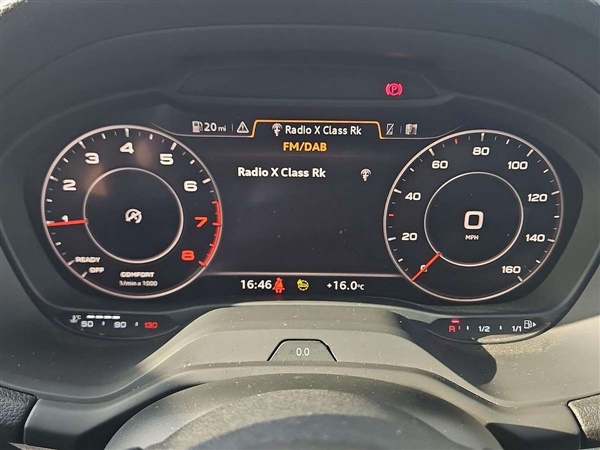 P
20 mi Radio X Class Rk
FM/DAB
Radio X Class Rk
1 2 3 4 5 6 7 8
READY
OFF
COMFORT
1/min x 1000
0 20 40 60 80 100 120 140 160
0
MPH
16:46 +16.0°C
°C 50 90 130
R 1/2 1/1
0.0